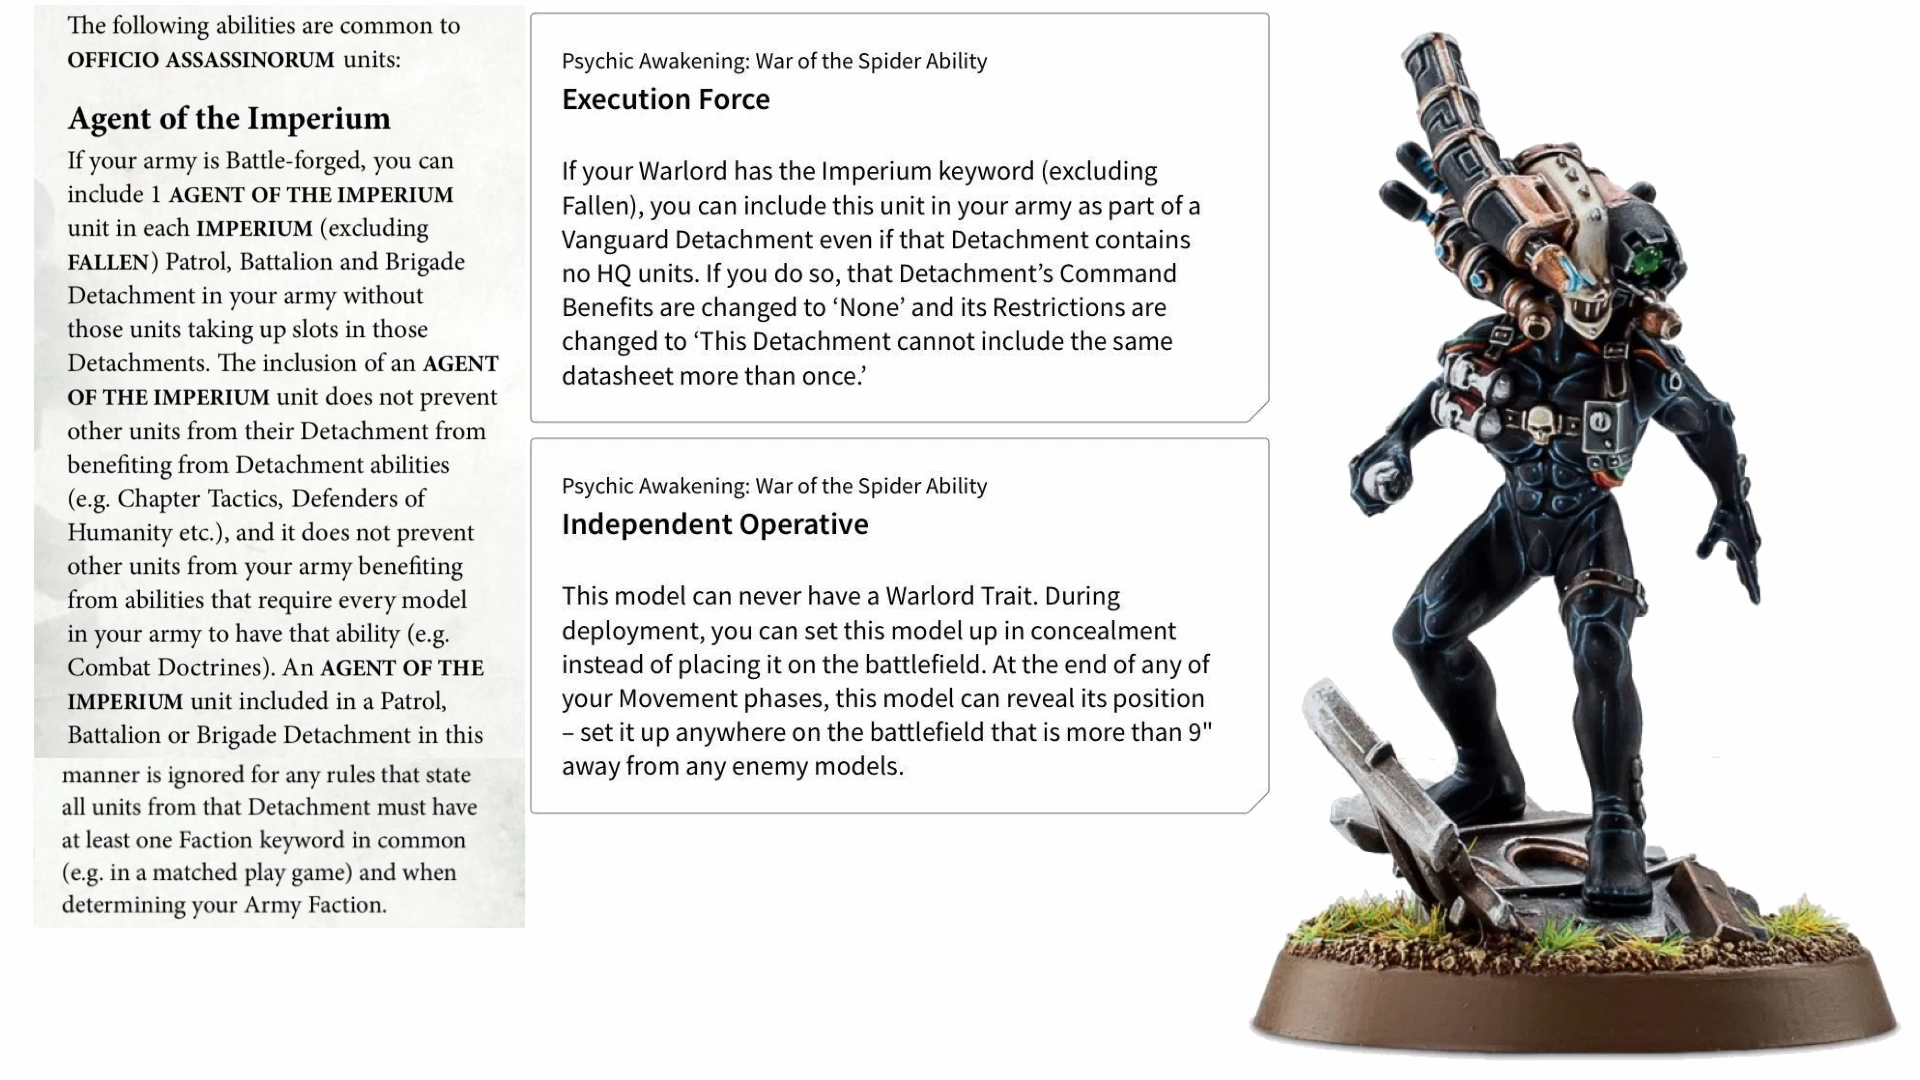 The following abilities are common to
OFFICIO ASSASSINORUM units:
Agent of the Imperium
If your army is Battle-forged, you can
include 1 AGENT OF THE IMPERIUM
unit in each IMPERIUM (excluding
FALLEN) Patrol, Battalion and Brigade
Detachment in your army without
those units taking up slots in those
Detachments. The inclusion of an AGENT
OF THE IMPERIUM unit does not prevent
other units from their Detachment from
benefiting from Detachment abilities
(e.g. Chapter Tactics, Defenders of
Humanity etc.), and it does not prevent
other units from your army benefiting
from abilities that require every model
in your army to have that ability (e.g.
Combat Doctrines). An AGENT OF THE
IMPERIUM unit included in a Patrol,
Battalion or Brigade Detachment in this
manner is ignored for any rules that state
all units from that Detachment must have
at least one Faction keyword in common
(e.g. in a matched play game) and when
determining your Army Faction.
Psychic Awakening: War of the Spider Ability
Execution Force
If your Warlord has the Imperium keyword (excluding
Fallen), you can include this unit in your army as part of a
Vanguard Detachment even if that Detachment contains
no HQ units. If you do so, that Detachment’s Command
Benefits are changed to ‘None’ and its Restrictions are
changed to ‘This Detachment cannot include the same
datasheet more than once.’
Psychic Awakening: War of the Spider Ability
Independent Operative
This model can never have a Warlord Trait. During
deployment, you can set this model up in concealment
instead of placing it on the battlefield. At the end of any of
your Movement phases, this model can reveal its position
– set it up anywhere on the battlefield that is more than 9"
away from any enemy models.